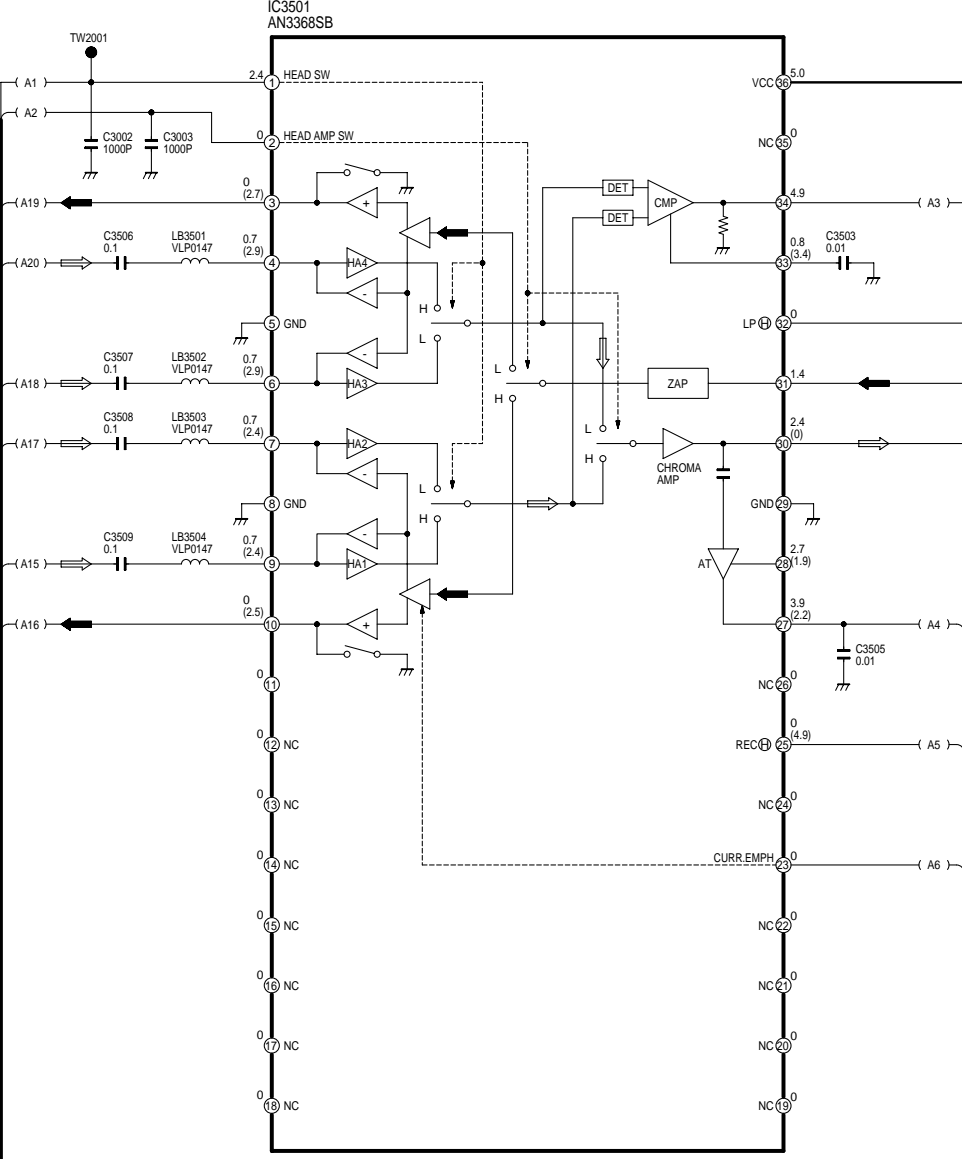 IC3501
AN3368SB
TW2001
A1
2.4
1
HEAD SW
VCC
36
5.0
A2
C3002
1000P
C3003
1000P
0
2
HEAD AMP SW
NC
35
0
A19
0
(2.7)
3
+
DET
DET
CMP
34
4.9
A3
A20
C3506
0.1
LB3501
VLP0147
0.7
(2.9)
4
HA4
-
33
0.8
(3.4)
C3503
0.01
H
L
5
GND
LP
H
32
0
A18
C3507
0.1
LB3502
VLP0147
0.7
(2.9)
6
-
HA3
L
H
ZAP
31
1.4
A17
C3508
0.1
LB3503
VLP0147
0.7
(2.4)
7
HA2
-
L
H
CHROMA
AMP
30
2.4
(0)
L
H
8
GND
GND
29
A15
C3509
0.1
LB3504
VLP0147
0.7
(2.4)
9
-
HA1
AT
28
2.7
(1.9)
A16
0
(2.5)
10
+
27
3.9
(2.2)
A4
C3505
0.01
0
11
NC
26
0
0
12
NC
REC
H
25
0
(4.9)
A5
0
13
NC
NC
24
0
0
14
NC
CURR.EMPH
23
0
A6
0
15
NC
NC
22
0
0
16
NC
NC
21
0
0
17
NC
NC
20
0
0
18
NC
NC
19
0